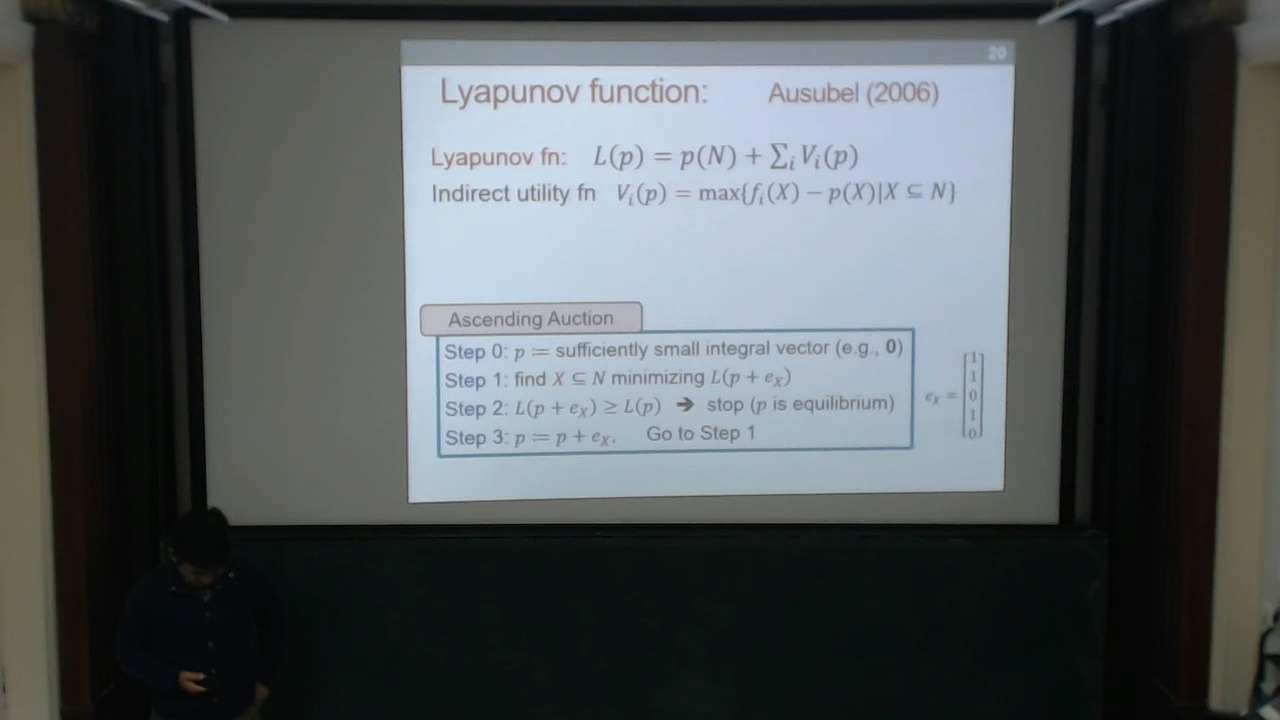 20
Lyapunov function: Ausubel (2006)
Lyapunov fn: L(p) = p(N) + ∑ᵢ Vᵢ(p)
Indirect utility fn Vᵢ(p) = max{fᵢ(X) − p(X)|X ⊆ N}
Ascending Auction
Step 0: p := sufficiently small integral vector (e.g., 0)
Step 1: find X ⊆ N minimizing L(p + e_X)
Step 2: L(p + e_X) ≥ L(p) ➔ stop (p is equilibrium)
Step 3: p := p + e_X. Go to Step 1
e_X = [1 1 0 1 0]